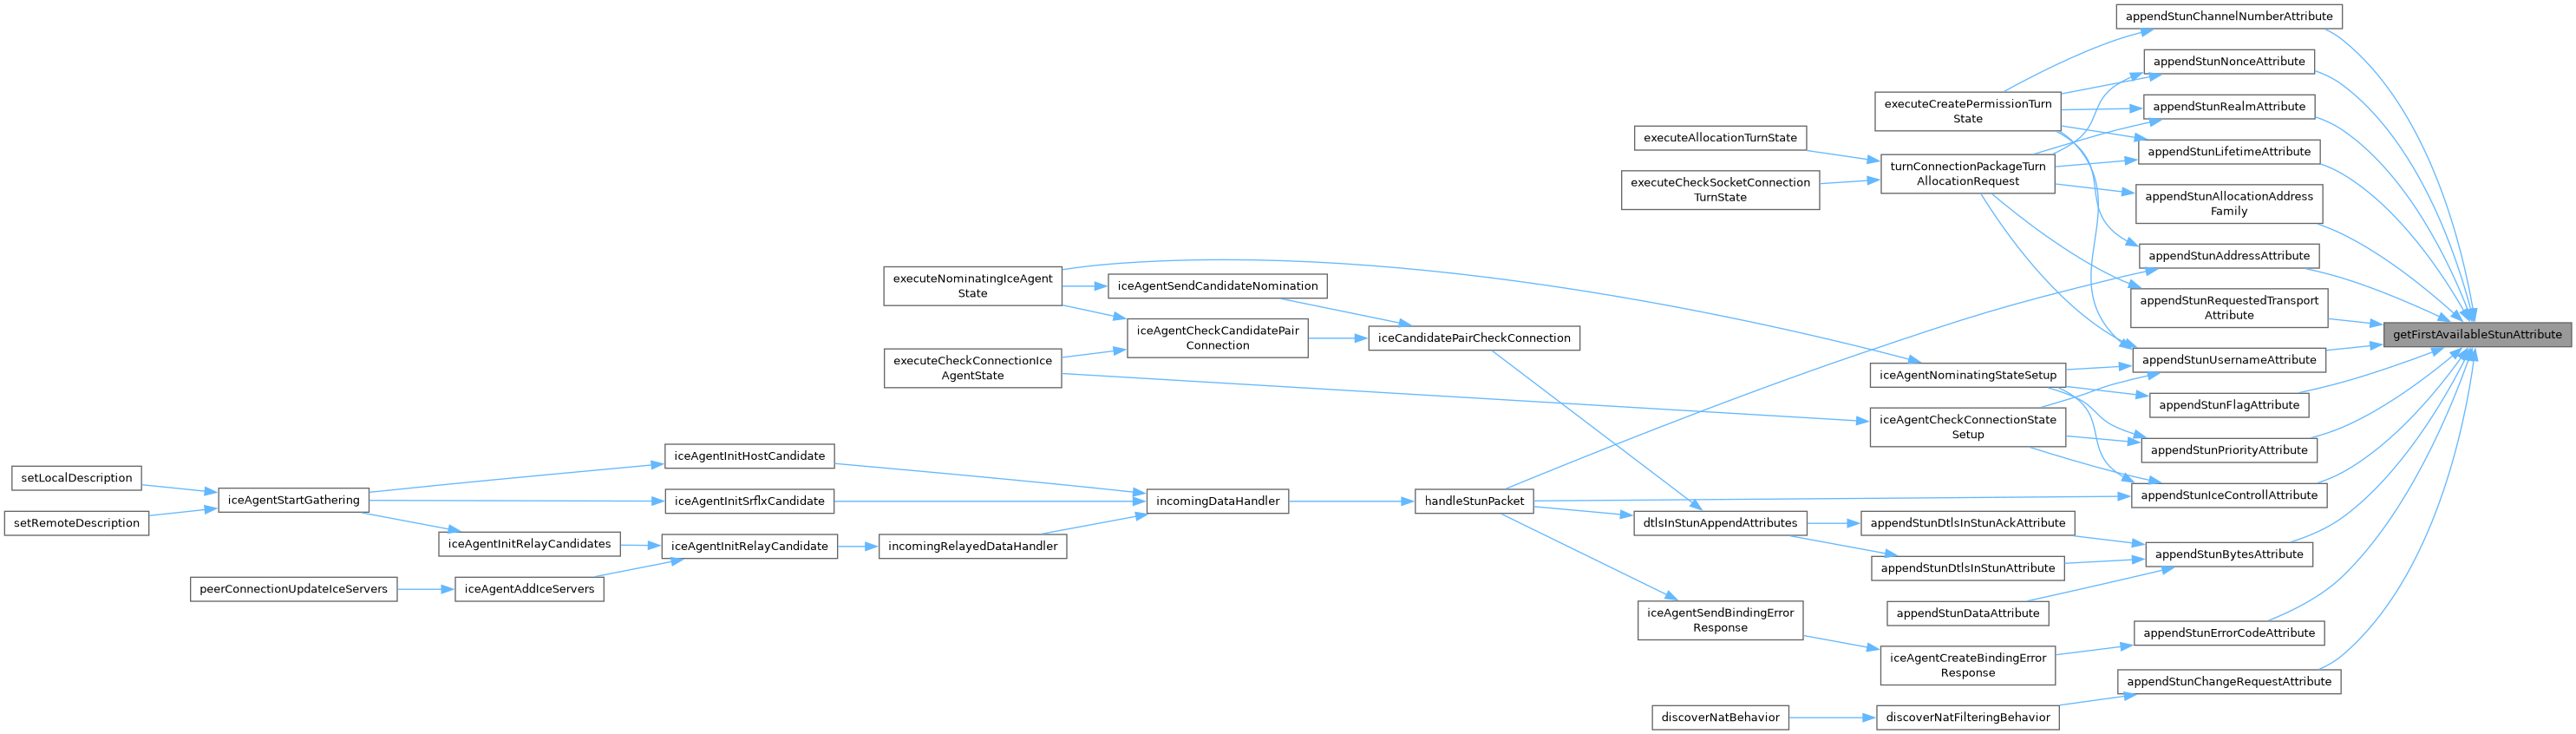 appendStunChannelNumberAttribute
appendStunNonceAttribute
executeCreatePermissionTurn
State
appendStunRealmAttribute
executeAllocationTurnState
appendStunLifetimeAttribute
turnConnectionPackageTurn
AllocationRequest
executeCheckSocketConnection
TurnState
appendStunAllocationAddress
Family
appendStunAddressAttribute
executeNominatingIceAgent
State
iceAgentSendCandidateNomination
appendStunRequestedTransport
Attribute
iceAgentCheckCandidatePair
Connection
iceCandidatePairCheckConnection
getFirstAvailableStunAttribute
executeCheckConnectionIce
AgentState
appendStunUsernameAttribute
iceAgentNominatingStateSetup
appendStunFlagAttribute
iceAgentCheckConnectionState
Setup
appendStunPriorityAttribute
iceAgentInitHostCandidate
setLocalDescription
iceAgentStartGathering
iceAgentInitSrflxCandidate
incomingDataHandler
handleStunPacket
appendStunIceControllAttribute
setRemoteDescription
dtlsInStunAppendAttributes
appendStunDtlsInStunAckAttribute
iceAgentInitRelayCandidates
iceAgentInitRelayCandidate
incomingRelayedDataHandler
appendStunBytesAttribute
appendStunDtlsInStunAttribute
peerConnectionUpdateIceServers
iceAgentAddIceServers
appendStunDataAttribute
iceAgentSendBindingError
Response
appendStunErrorCodeAttribute
iceAgentCreateBindingError
Response
appendStunChangeRequestAttribute
discoverNatBehavior
discoverNatFilteringBehavior